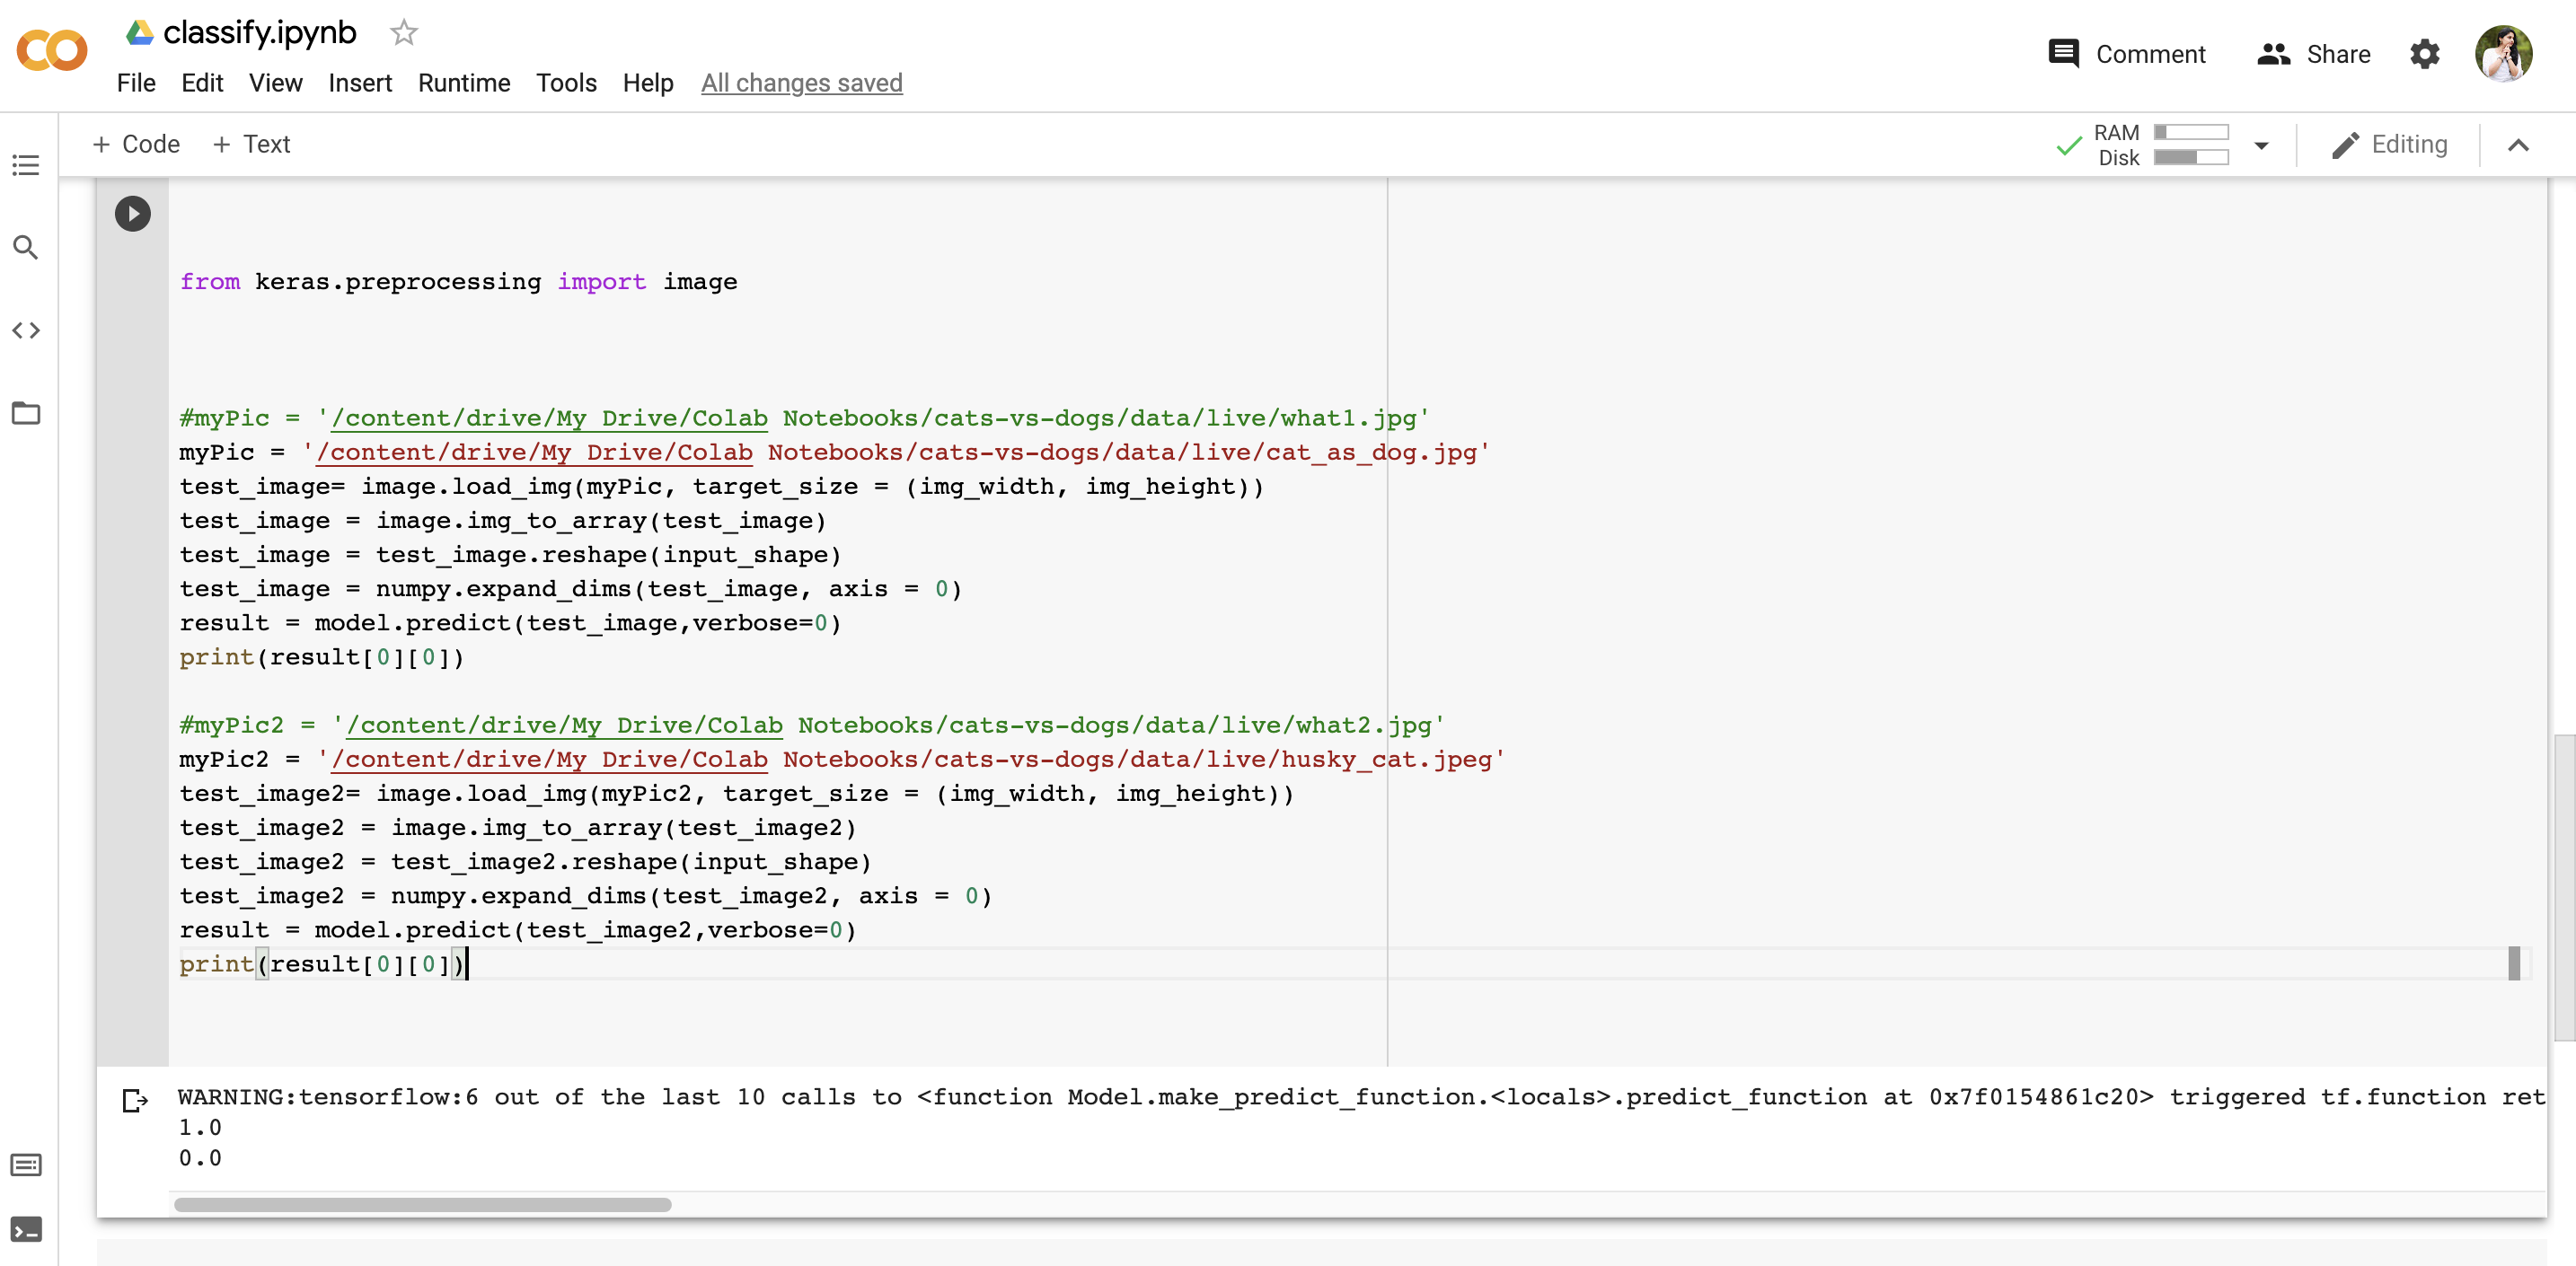 classify.ipynb
File Edit View Insert Runtime Tools Help All changes saved
Comment Share
+ Code + Text
RAM
Disk
Editing
from keras.preprocessing import image
#myPic = '/content/drive/My Drive/Colab Notebooks/cats-vs-dogs/data/live/what1.jpg'
myPic = '/content/drive/My Drive/Colab Notebooks/cats-vs-dogs/data/live/cat_as_dog.jpg'
test_image= image.load_img(myPic, target_size = (img_width, img_height))
test_image = image.img_to_array(test_image)
test_image = test_image.reshape(input_shape)
test_image = numpy.expand_dims(test_image, axis = 0)
result = model.predict(test_image,verbose=0)
print(result[0][0])
#myPic2 = '/content/drive/My Drive/Colab Notebooks/cats-vs-dogs/data/live/what2.jpg'
myPic2 = '/content/drive/My Drive/Colab Notebooks/cats-vs-dogs/data/live/husky_cat.jpeg'
test_image2= image.load_img(myPic2, target_size = (img_width, img_height))
test_image2 = image.img_to_array(test_image2)
test_image2 = test_image2.reshape(input_shape)
test_image2 = numpy.expand_dims(test_image2, axis = 0)
result = model.predict(test_image2,verbose=0)
print(result[0][0])
WARNING:tensorflow:6 out of the last 10 calls to <function Model.make_predict_function.<locals>.predict_function at 0x7f0154861c20> triggered tf.function ret
1.0
0.0